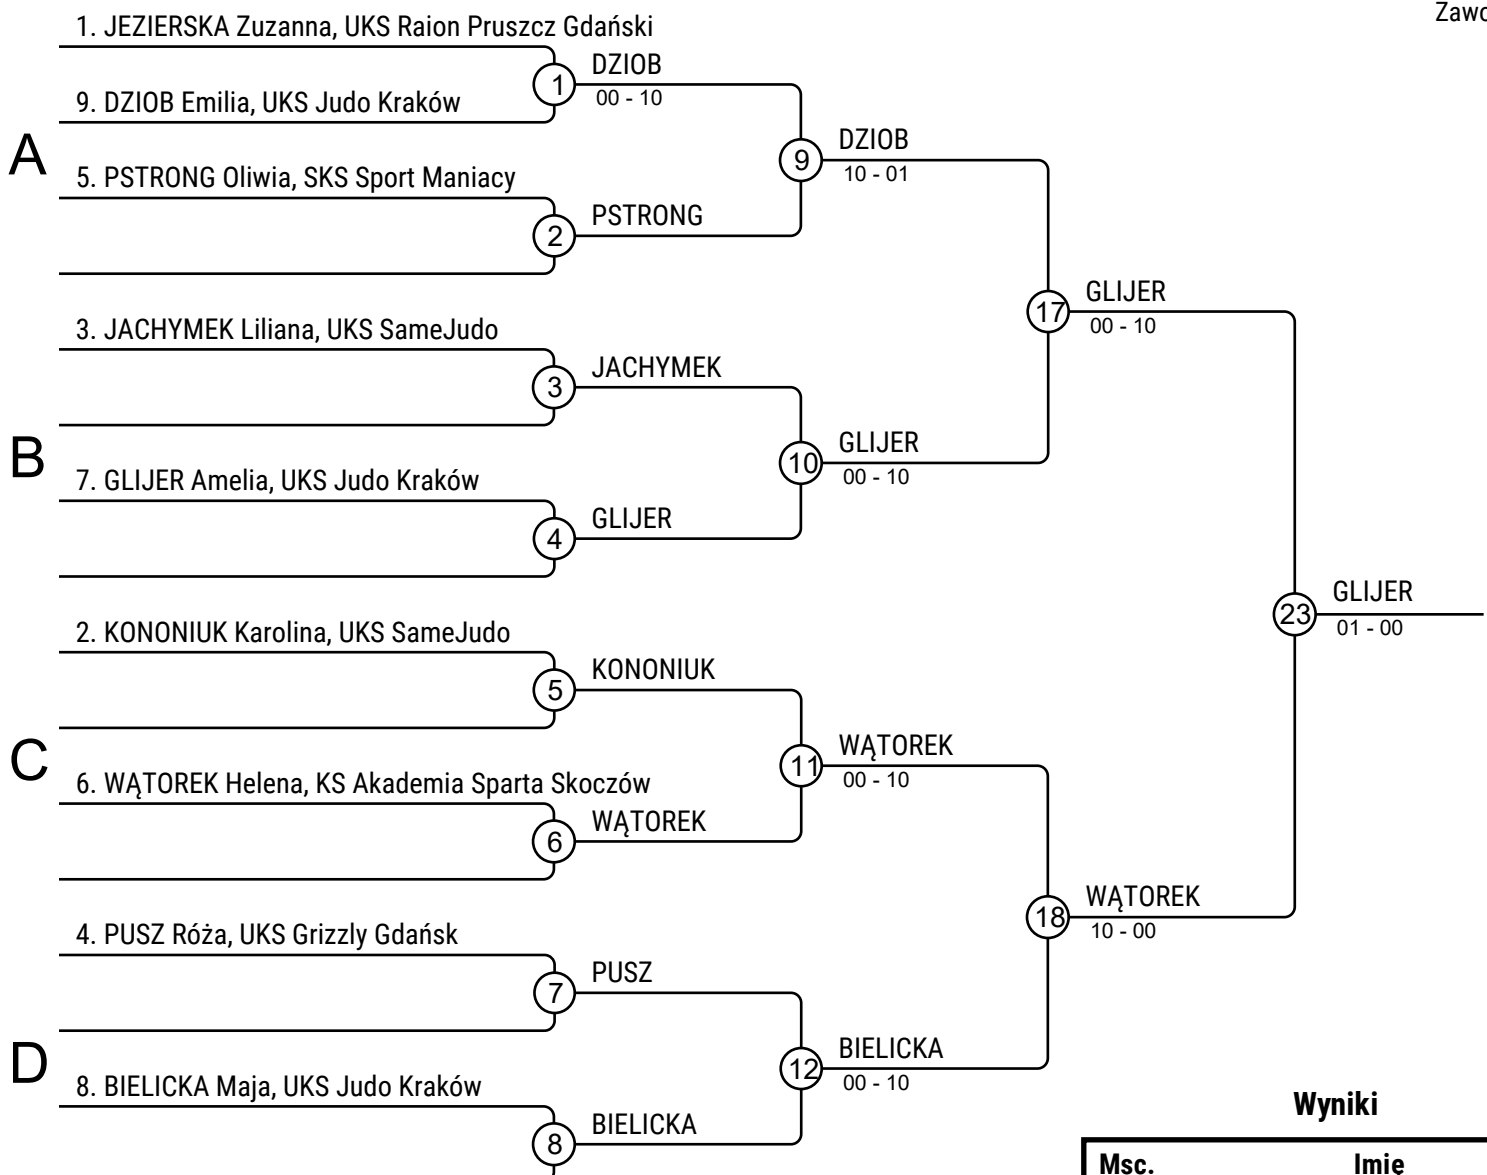 Zawo
1. JEZIERSKA Zuzanna, UKS Raion Pruszcz Gdański
1
DZIOB
00 - 10
9. DZIOB Emilia, UKS Judo Kraków
A
9
DZIOB
10 - 01
5. PSTRONG Oliwia, SKS Sport Maniacy
2
PSTRONG
17
GLIJER
00 - 10
3. JACHYMEK Liliana, UKS SameJudo
3
JACHYMEK
B
10
GLIJER
00 - 10
7. GLIJER Amelia, UKS Judo Kraków
4
GLIJER
23
GLIJER
01 - 00
2. KONONIUK Karolina, UKS SameJudo
5
KONONIUK
C
11
WĄTOREK
00 - 10
6. WĄTOREK Helena, KS Akademia Sparta Skoczów
6
WĄTOREK
18
WĄTOREK
10 - 00
4. PUSZ Róża, UKS Grizzly Gdańsk
7
PUSZ
D
12
BIELICKA
00 - 10
8. BIELICKA Maja, UKS Judo Kraków
8
BIELICKA
Wyniki
Msc. Imię